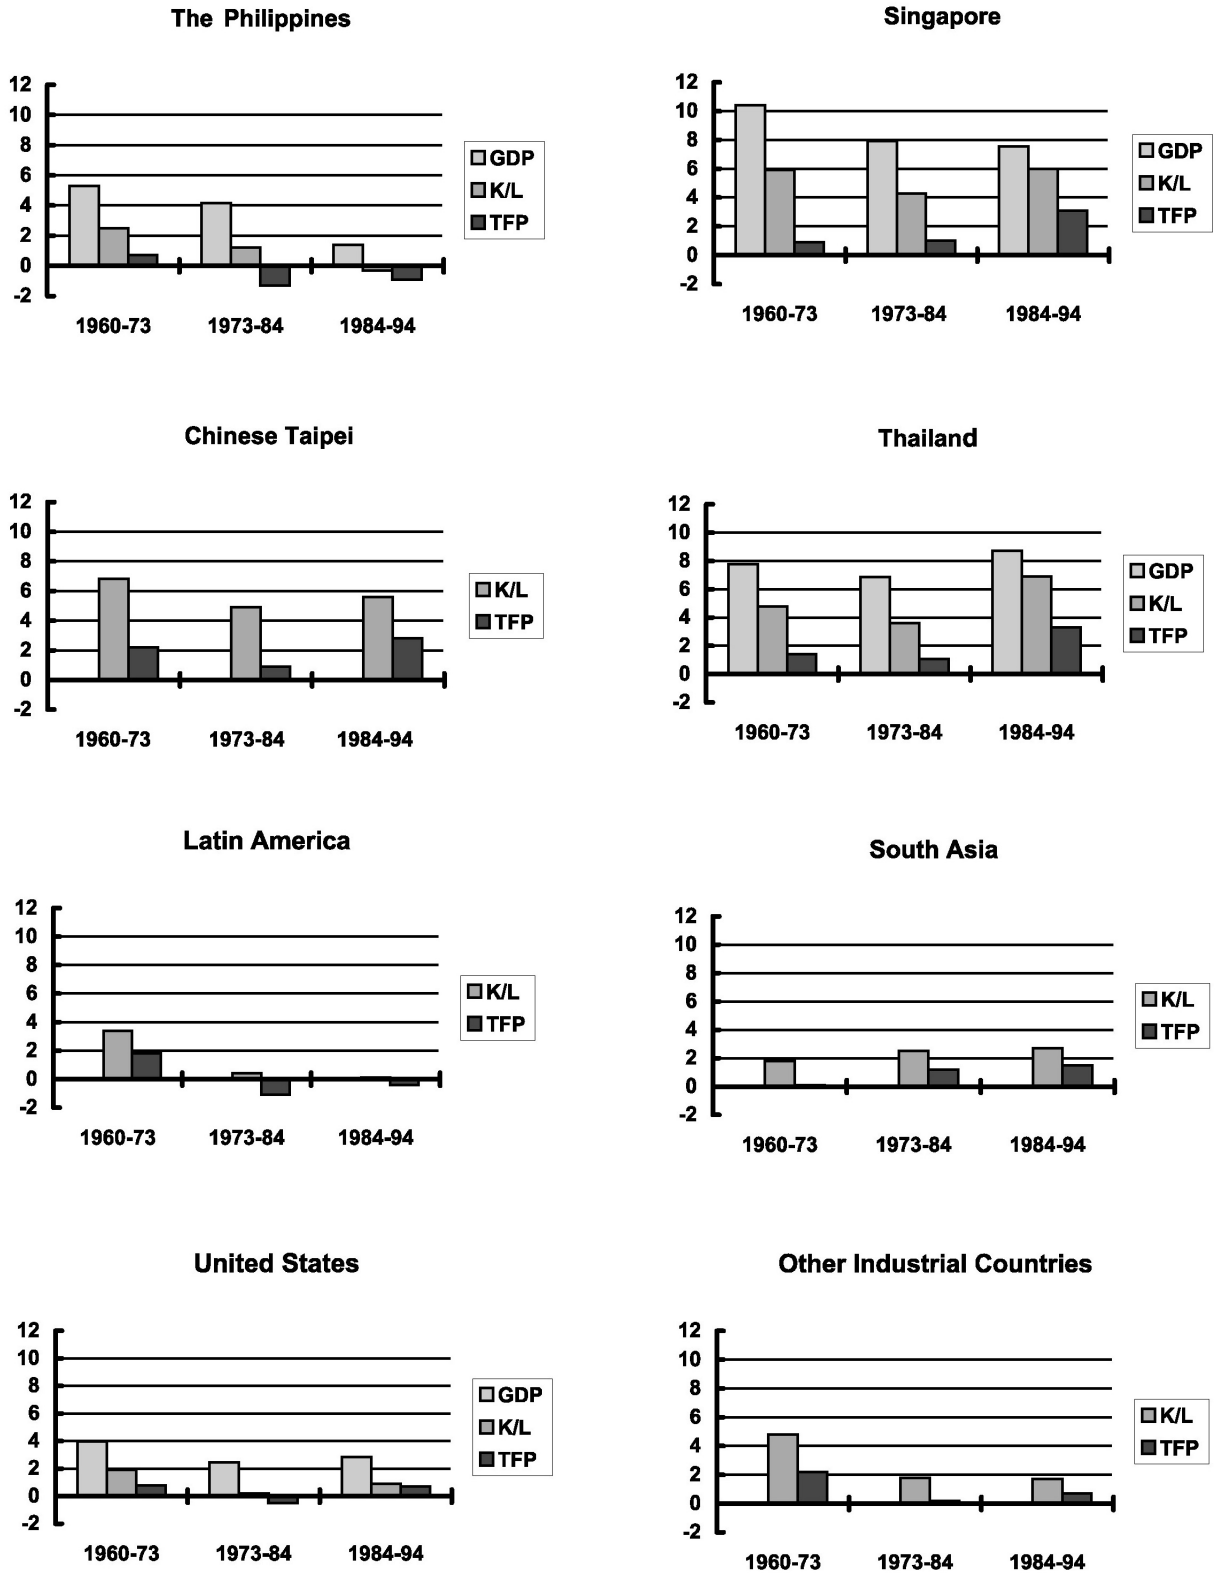 The Philippines
12
10
8
6
4
2
0
-2
1960-73 1973-84 1984-94
GDP
K/L
TFP
Singapore
12
10
8
6
4
2
0
-2
1960-73 1973-84 1984-94
GDP
K/L
TFP
Chinese Taipei
12
10
8
6
4
2
0
-2
1960-73 1973-84 1984-94
K/L
TFP
Thailand
12
10
8
6
4
2
0
-2
1960-73 1973-84 1984-94
GDP
K/L
TFP
Latin America
12
10
8
6
4
2
0
-2
1960-73 1973-84 1984-94
K/L
TFP
South Asia
12
10
8
6
4
2
0
-2
1960-73 1973-84 1984-94
K/L
TFP
United States
12
10
8
6
4
2
0
-2
1960-73 1973-84 1984-94
GDP
K/L
TFP
Other Industrial Countries
12
10
8
6
4
2
0
-2
1960-73 1973-84 1984-94
K/L
TFP